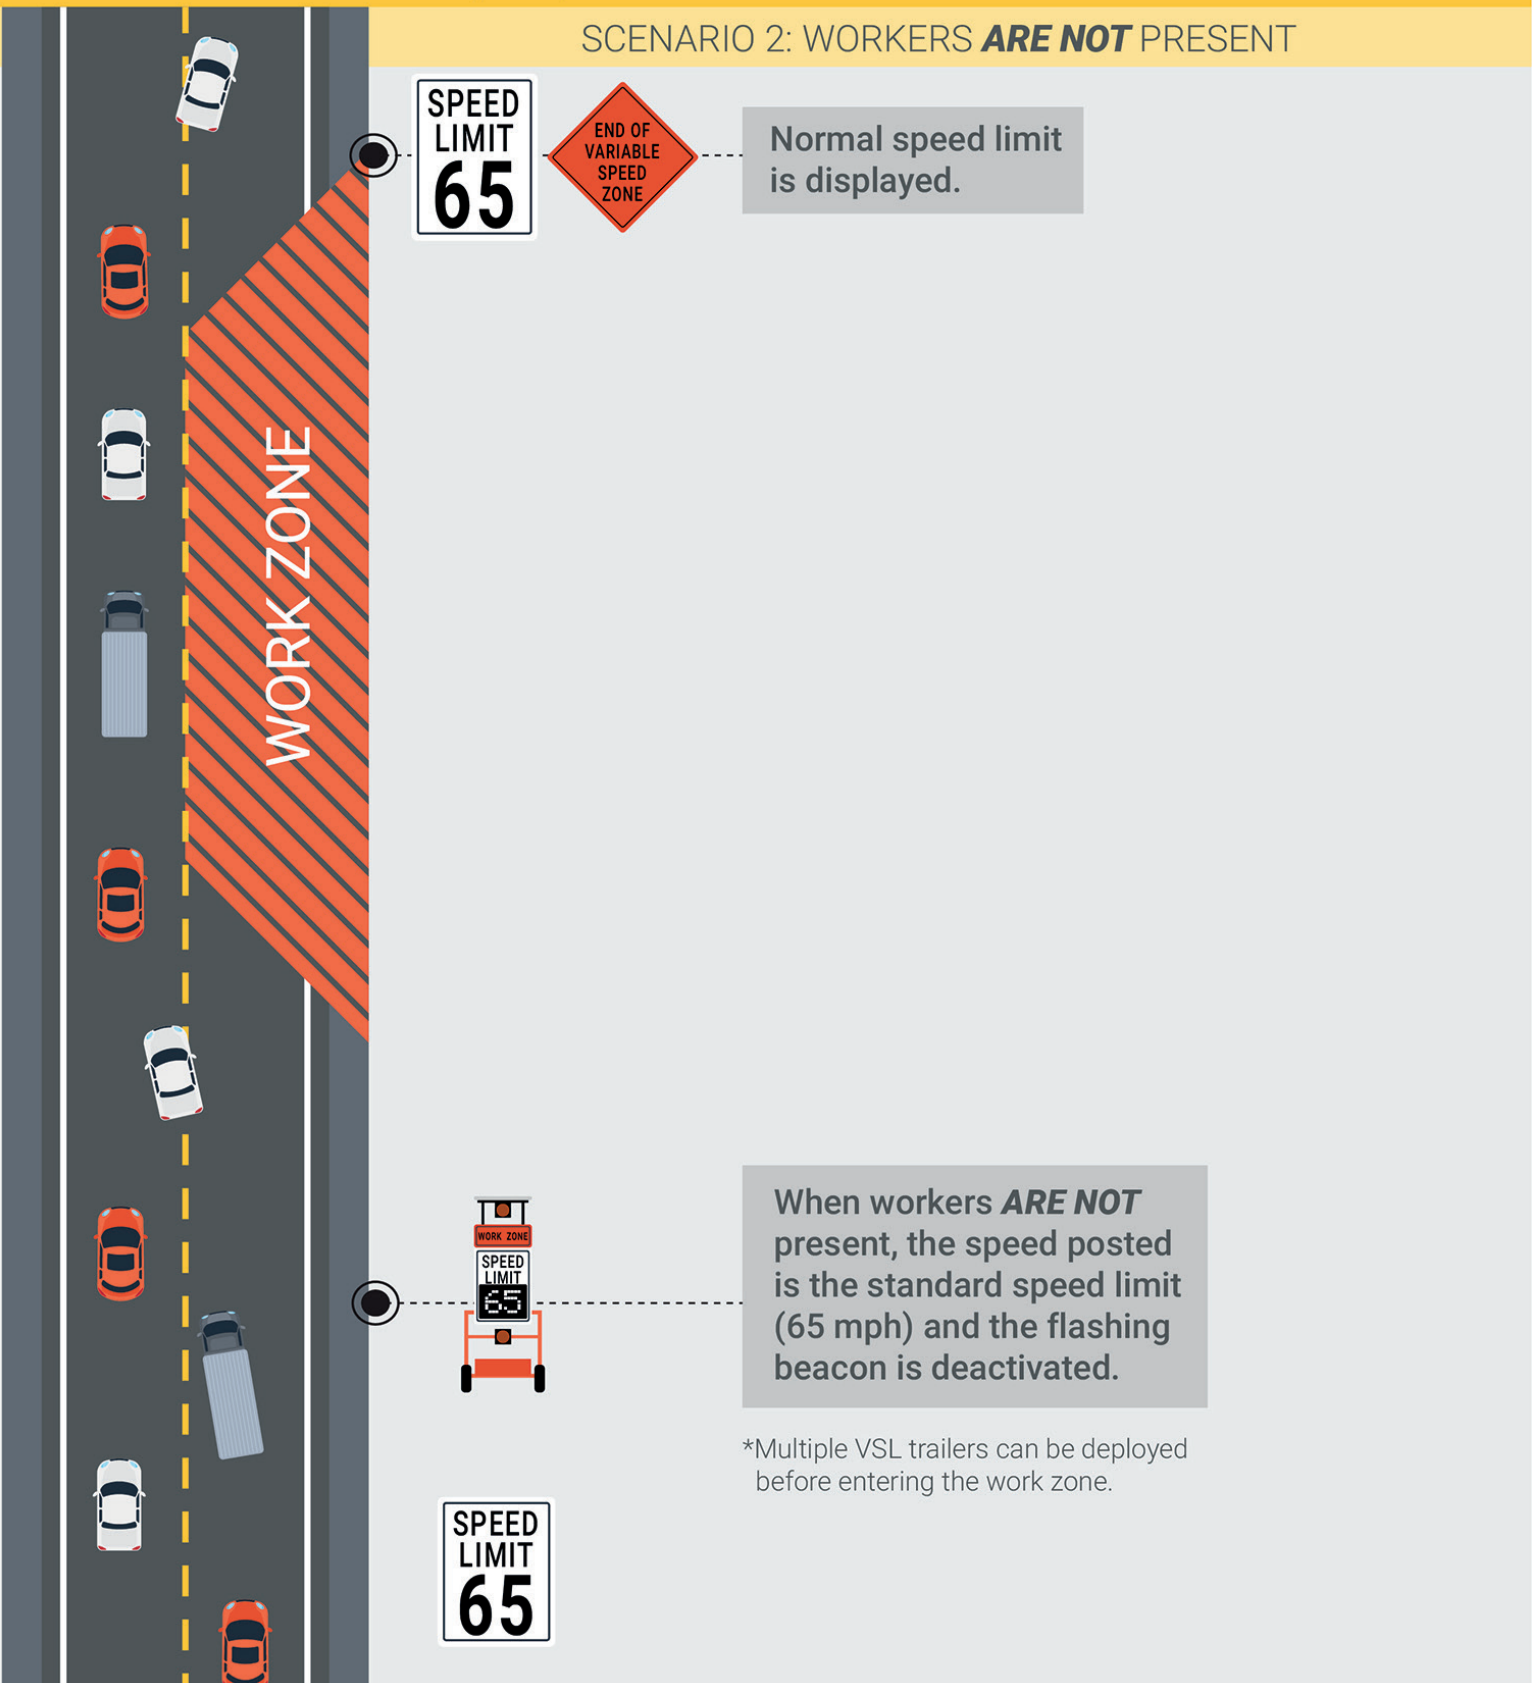 SCENARIO 2: WORKERS ARE NOT PRESENT
SPEED
LIMIT
65
END OF
VARIABLE
SPEED
ZONE
Normal speed limit
is displayed.
WORK ZONE
WORK ZONE
SPEED
LIMIT
65
When workers ARE NOT
present, the speed posted
is the standard speed limit
(65 mph) and the flashing
beacon is deactivated.
*Multiple VSL trailers can be deployed
before entering the work zone.
SPEED
LIMIT
65